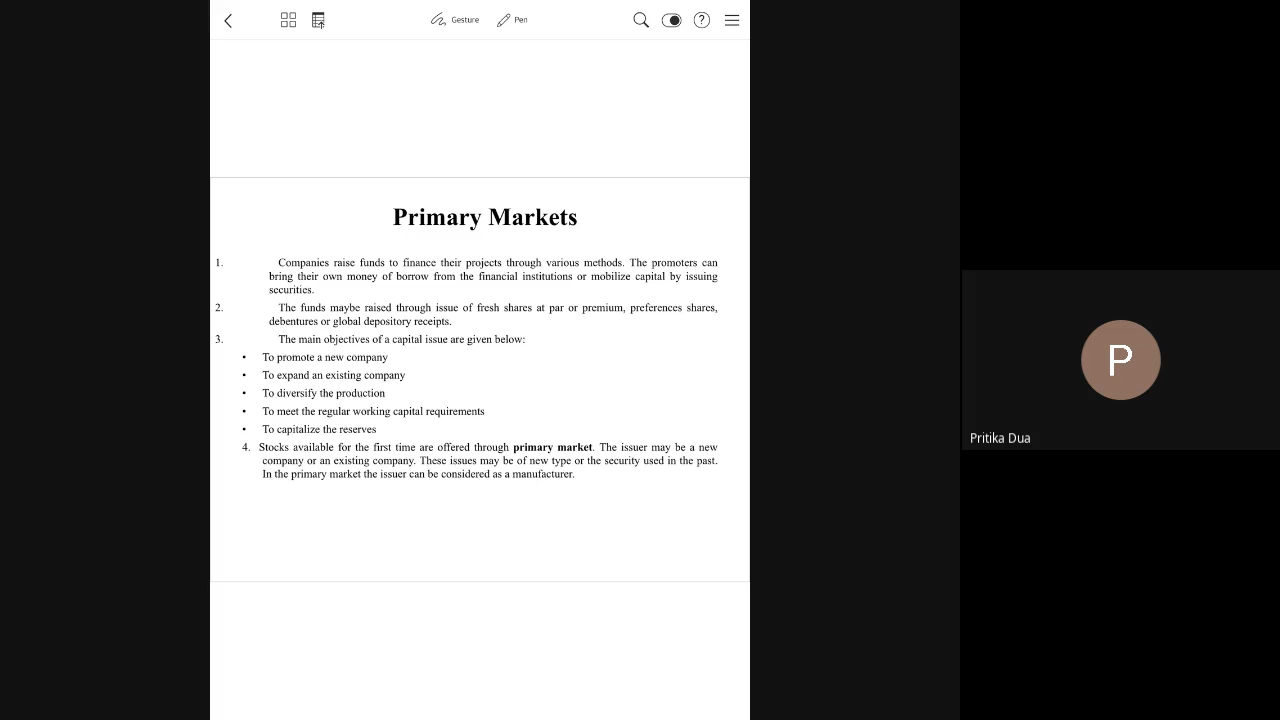 Gesture Pen
Primary Markets
1. Companies raise funds to finance their projects through various methods. The promoters can
bring their own money of borrow from the financial institutions or mobilize capital by issuing
securities.
2. The funds maybe raised through issue of fresh shares at par or premium, preferences shares,
debentures or global depository receipts.
3. The main objectives of a capital issue are given below:
• To promote a new company
• To expand an existing company
• To diversify the production
• To meet the regular working capital requirements
• To capitalize the reserves
4. Stocks available for the first time are offered through primary market. The issuer may be a new
company or an existing company. These issues may be of new type or the security used in the past.
In the primary market the issuer can be considered as a manufacturer.
P
Pritika Dua